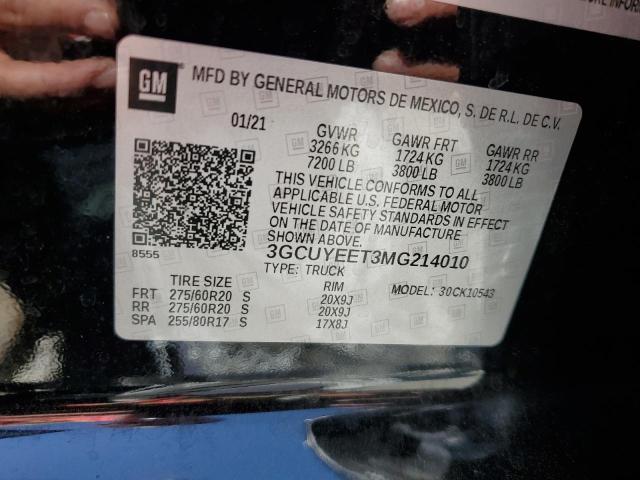 URE INFOR
GM
MFD BY GENERAL MOTORS DE MEXICO, S. DE R.L. DE C.V.
01/21
GVWR GAWR FRT GAWR RR
3266 KG 1724 KG 1724 KG
7200 LB 3800 LB 3800 LB
THIS VEHICLE CONFORMS TO ALL
APPLICABLE U.S. FEDERAL MOTOR
VEHICLE SAFETY STANDARDS IN EFFECT
ON THE DATE OF MANUFACTURE
SHOWN ABOVE.
8555
3GCUYEET3MG214010
TYPE: TRUCK
TIRE SIZE RIM MODEL: 30CK10543
FRT 275/60R20 S 20X9J
RR 275/60R20 S 20X9J
SPA 255/80R17 S 17X8J